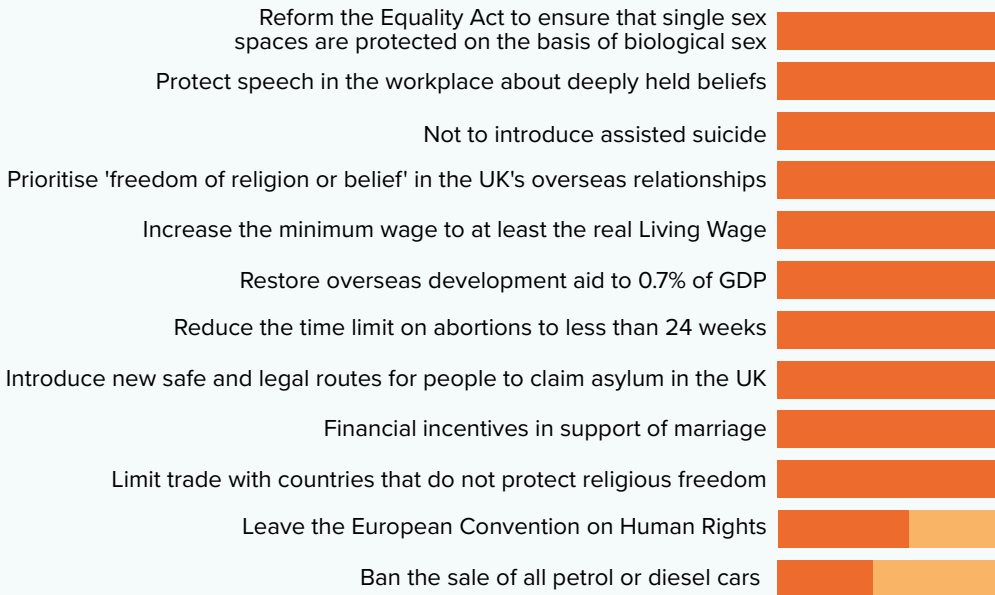 Reform the Equality Act to ensure that single sex
spaces are protected on the basis of biological sex
Protect speech in the workplace about deeply held beliefs
Not to introduce assisted suicide
Prioritise 'freedom of religion or belief' in the UK's overseas relationships
Increase the minimum wage to at least the real Living Wage
Restore overseas development aid to 0.7% of GDP
Reduce the time limit on abortions to less than 24 weeks
Introduce new safe and legal routes for people to claim asylum in the UK
Financial incentives in support of marriage
Limit trade with countries that do not protect religious freedom
Leave the European Convention on Human Rights
Ban the sale of all petrol or diesel cars